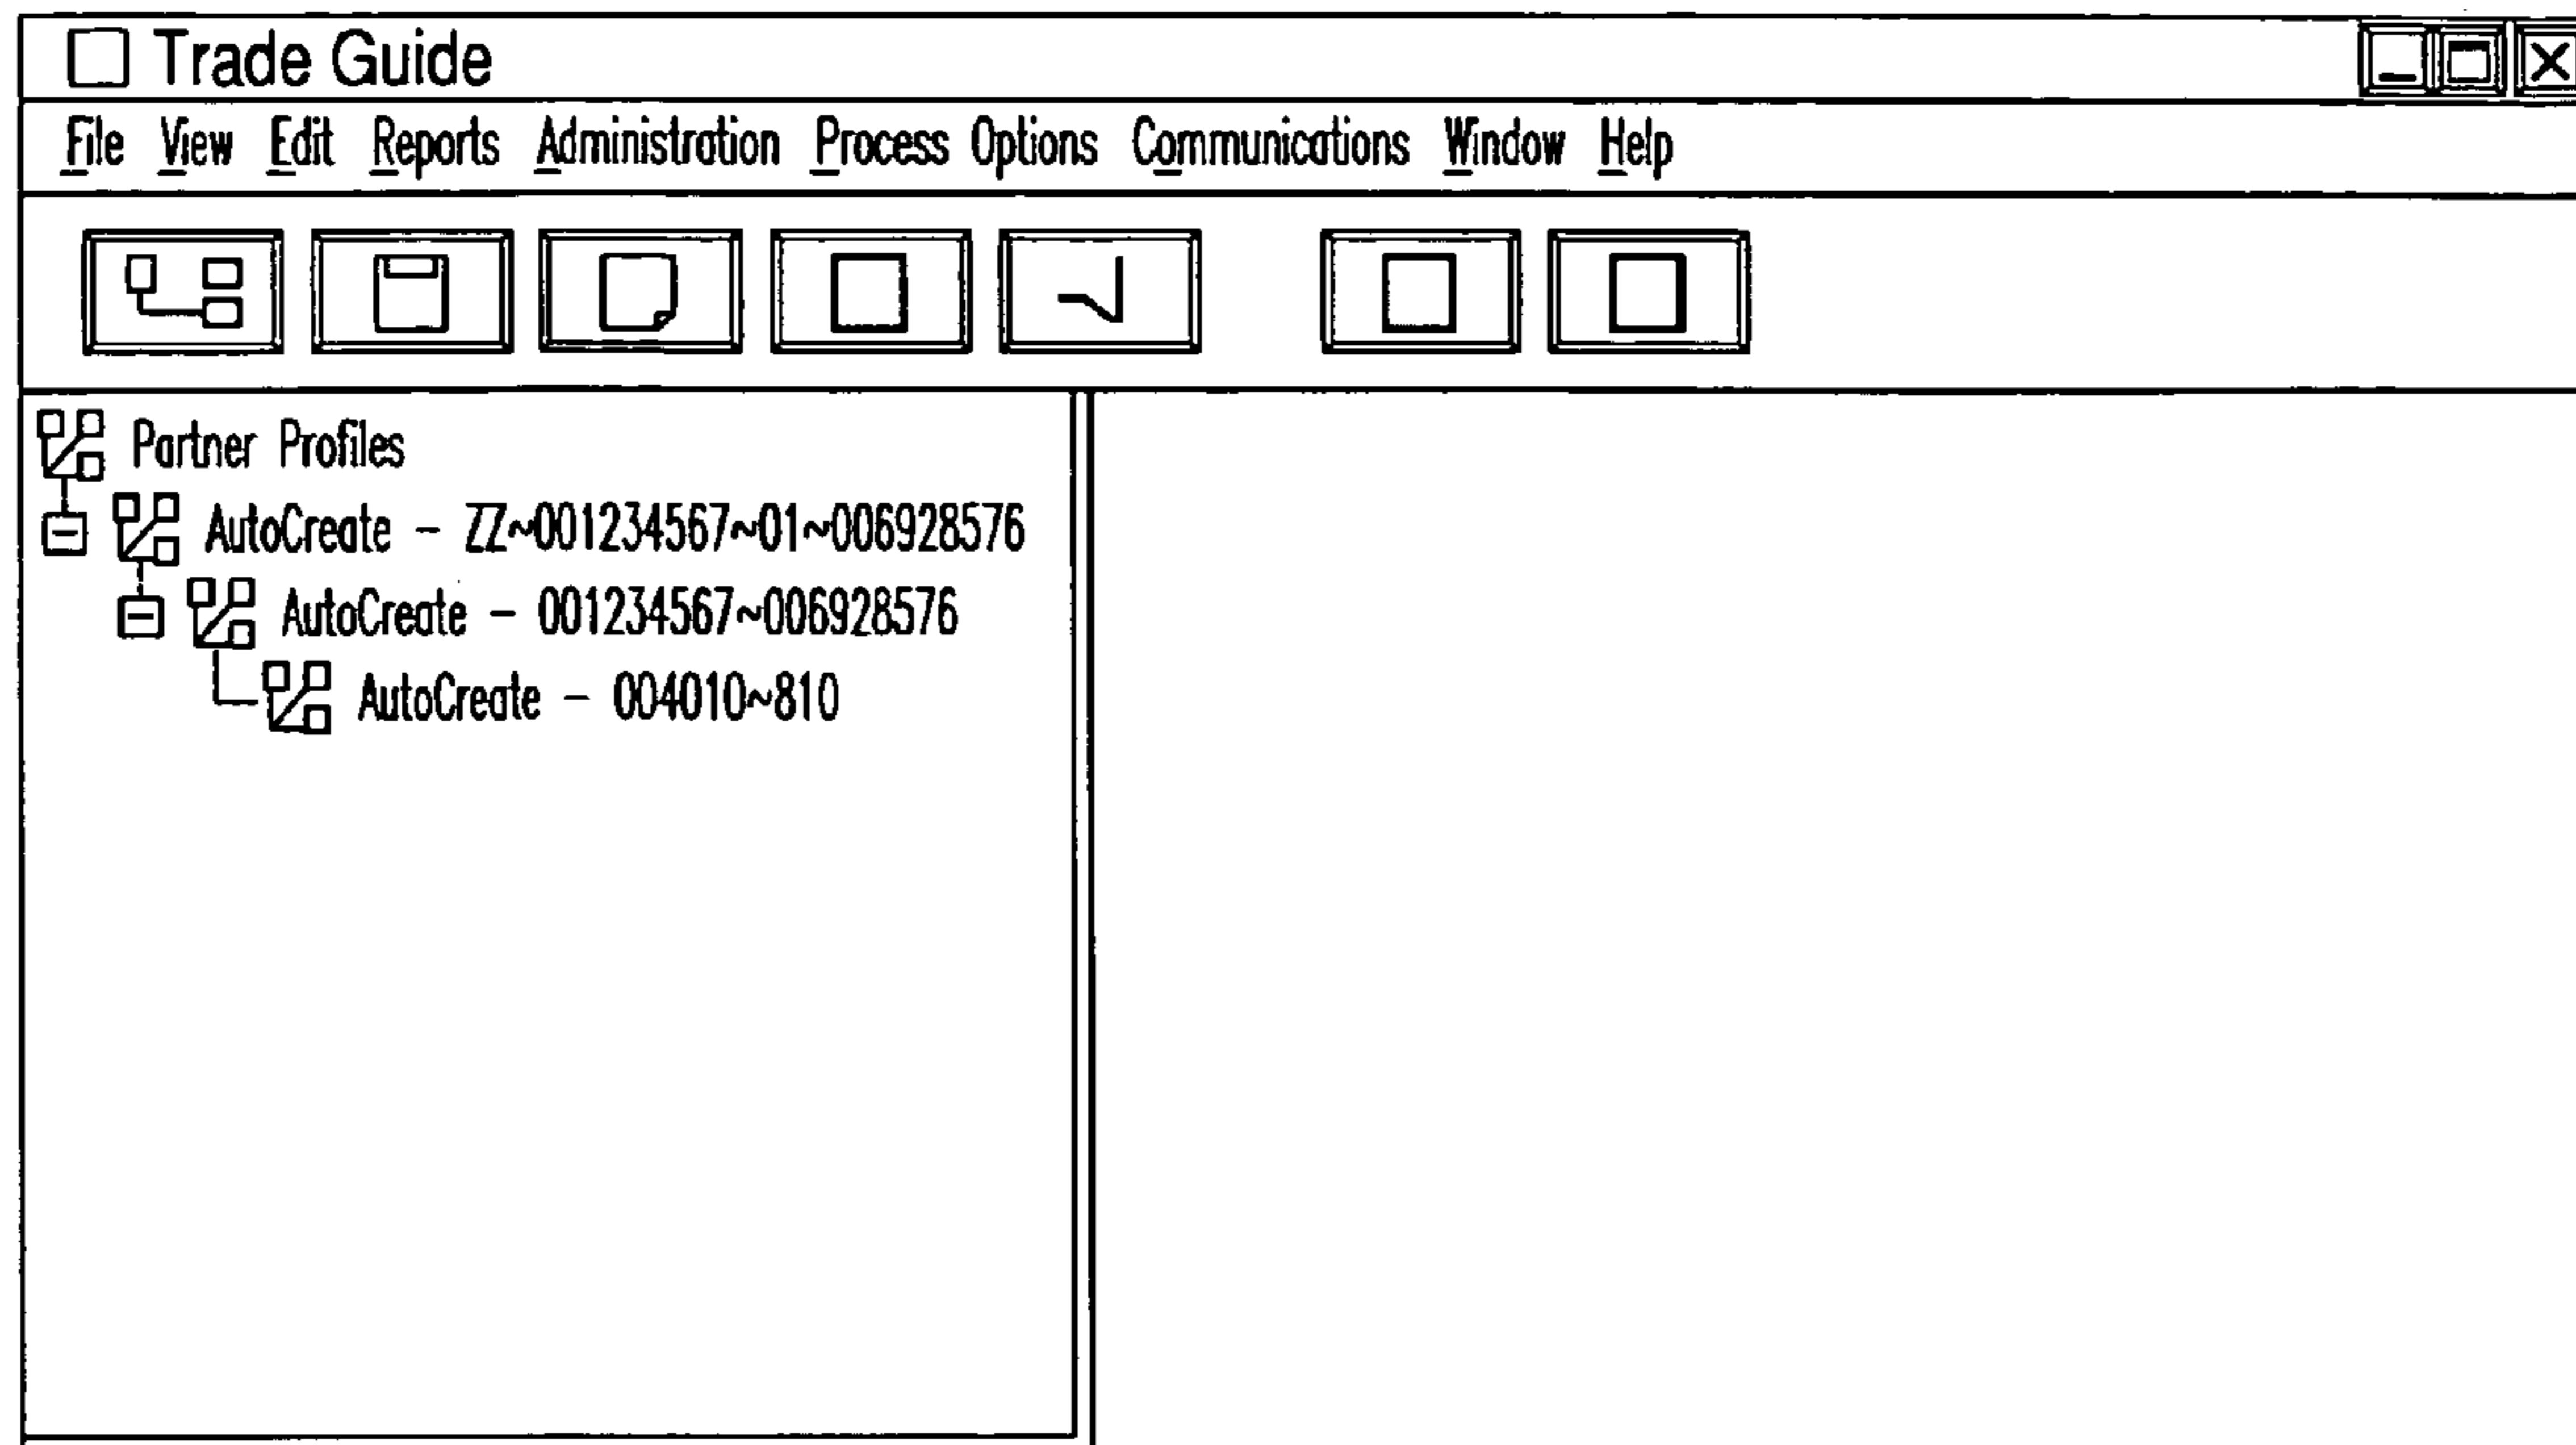 Trade Guide
File View Edit Reports Administration Process Options Communications Window Help
Partner Profiles
AutoCreate - ZZ~001234567~01~006928576
AutoCreate - 001234567~006928576
AutoCreate - 004010~810